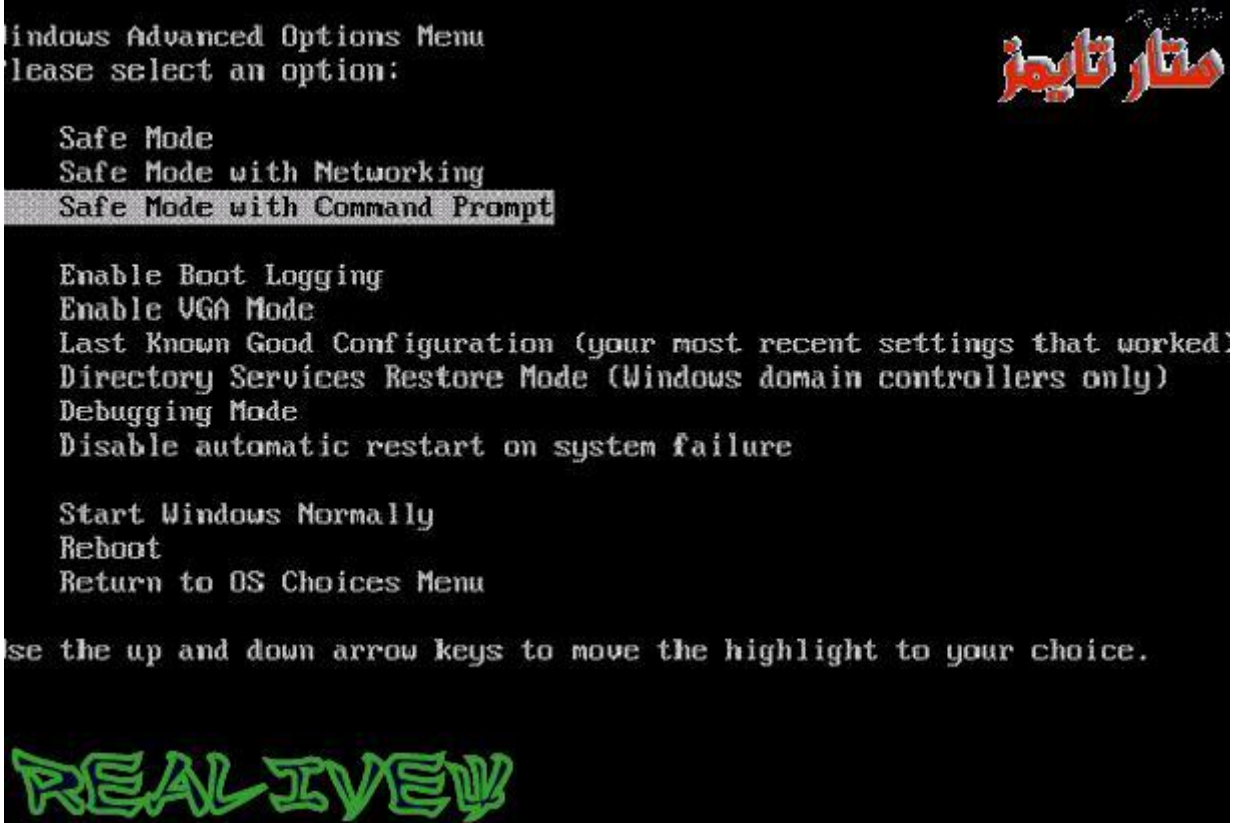 indows Advanced Options Menu
lease select an option:
ستار تايمز
Safe Mode
Safe Mode with Networking
Safe Mode with Command Prompt
Enable Boot Logging
Enable VGA Mode
Last Known Good Configuration (your most recent settings that worked)
Directory Services Restore Mode (Windows domain controllers only)
Debugging Mode
Disable automatic restart on system failure
Start Windows Normally
Reboot
Return to OS Choices Menu
se the up and down arrow keys to move the highlight to your choice.
REALIVEW